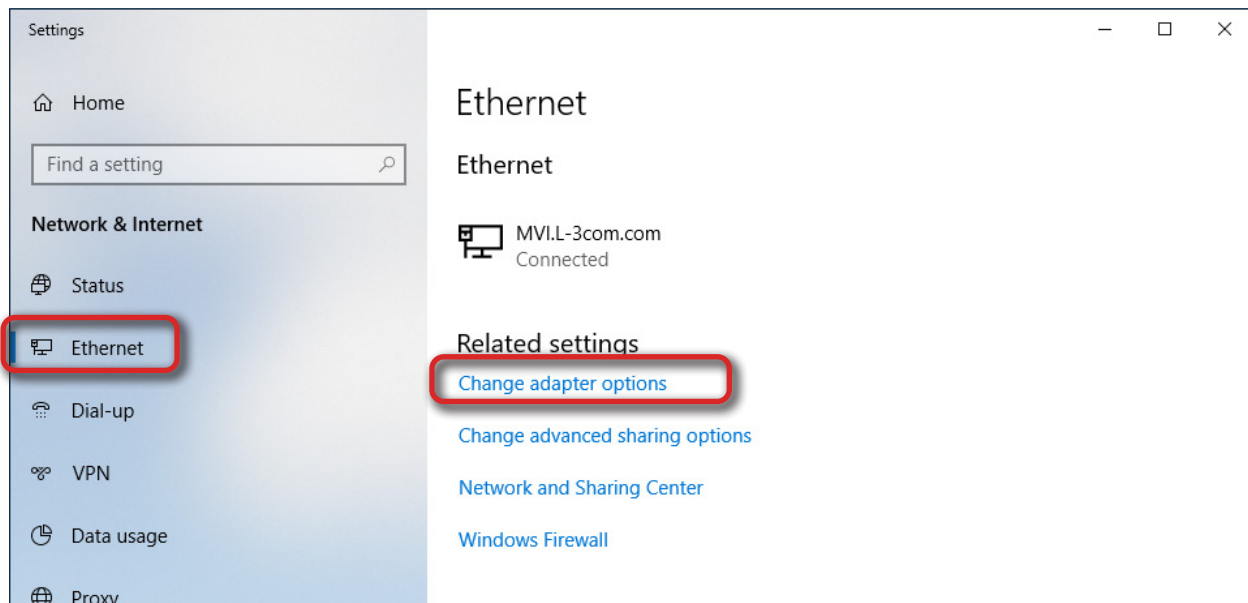 Settings
Home
Find a setting
Network & Internet
Status
Ethernet
Dial-up
VPN
Data usage
Proxy
Ethernet
Ethernet
MVI.L-3com.com
Connected
Related settings
Change adapter options
Change advanced sharing options
Network and Sharing Center
Windows Firewall